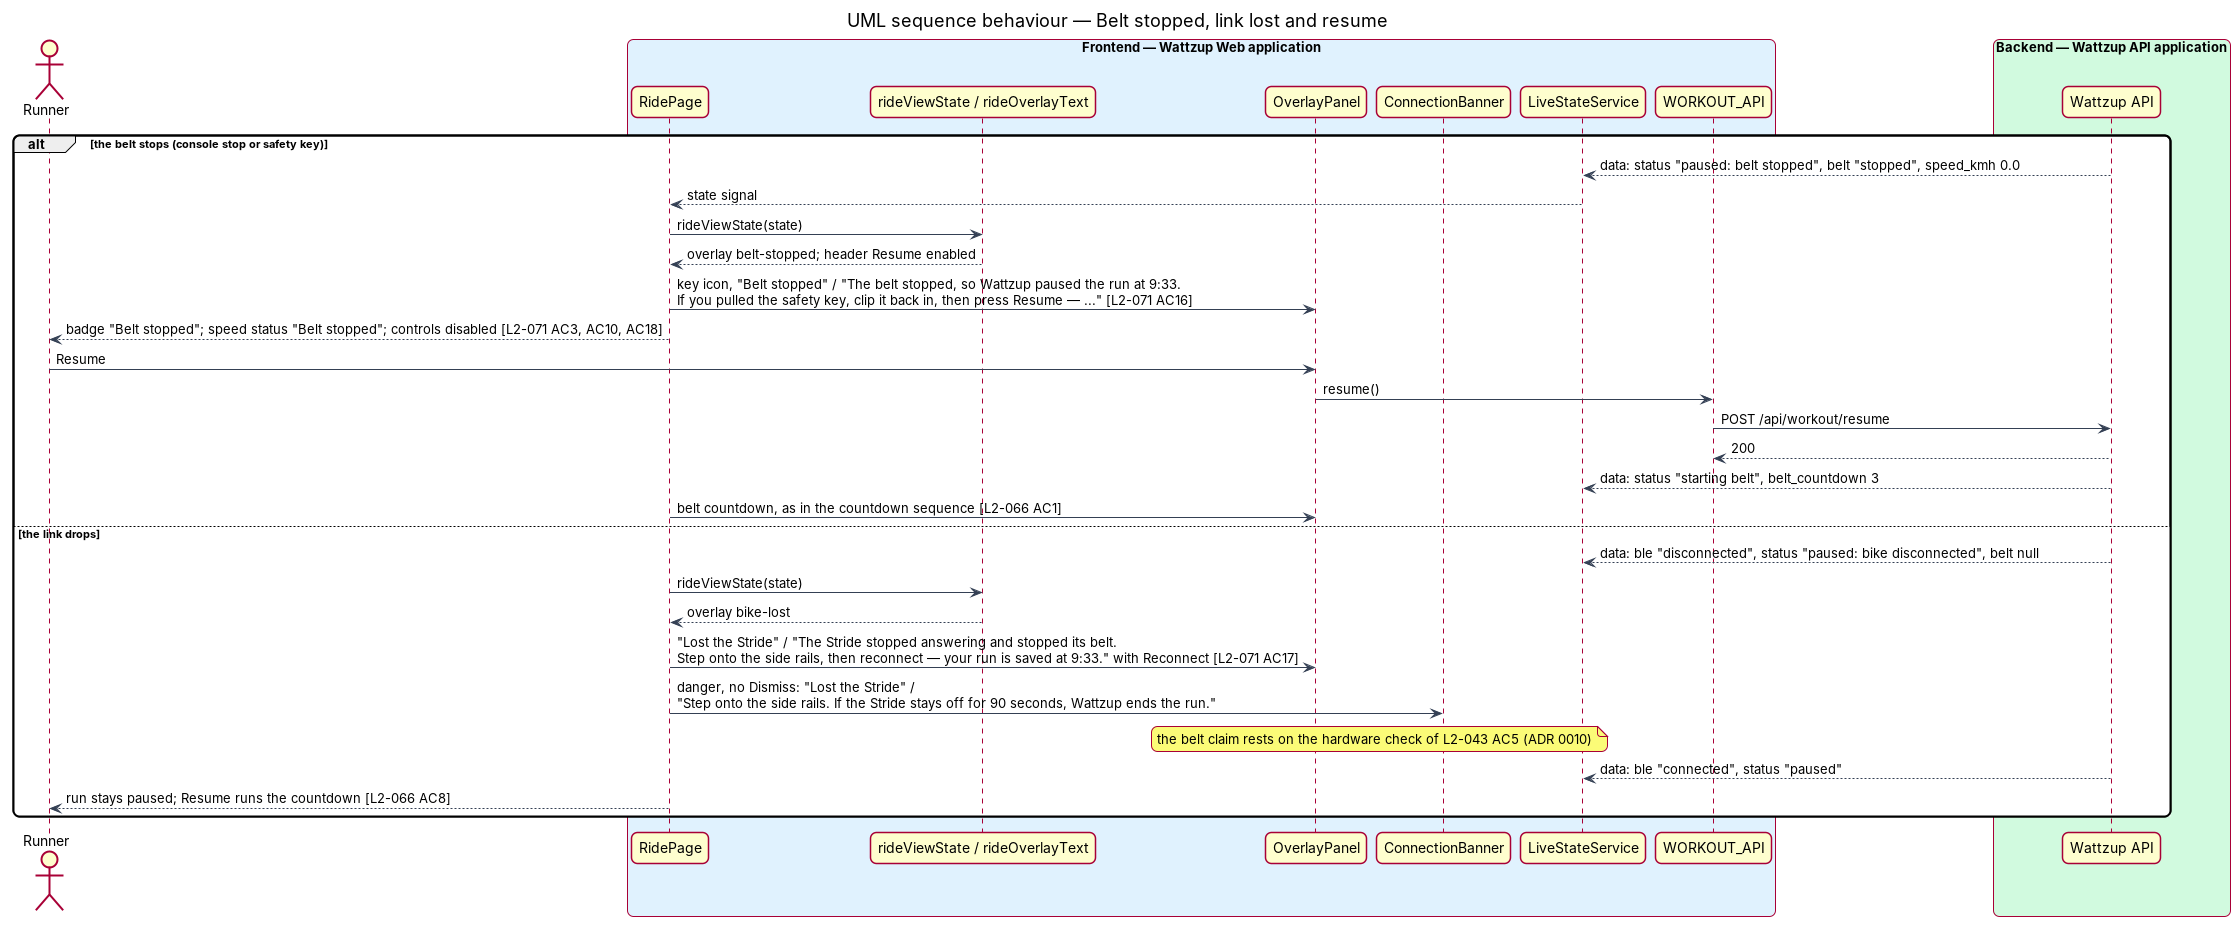 UML sequence behaviour — Belt stopped, link lost and resume
Frontend — Wattzup Web application
Backend — Wattzup API application
Runner
RidePage
rideViewState / rideOverlayText
OverlayPanel
ConnectionBanner
LiveStateService
WORKOUT_API
Wattzup API
alt
[the belt stops (console stop or safety key)]
data: status "paused: belt stopped", belt "stopped", speed_kmh 0.0
state signal
rideViewState(state)
overlay belt-stopped; header Resume enabled
key icon, "Belt stopped" / "The belt stopped, so Wattzup paused the run at 9:33.
If you pulled the safety key, clip it back in, then press Resume — ..." [L2-071 AC16]
badge "Belt stopped"; speed status "Belt stopped"; controls disabled [L2-071 AC3, AC10, AC18]
Resume
resume()
POST /api/workout/resume
200
data: status "starting belt", belt_countdown 3
belt countdown, as in the countdown sequence [L2-066 AC1]
[the link drops]
data: ble "disconnected", status "paused: bike disconnected", belt null
rideViewState(state)
overlay bike-lost
"Lost the Stride" / "The Stride stopped answering and stopped its belt.
Step onto the side rails, then reconnect — your run is saved at 9:33." with Reconnect [L2-071 AC17]
danger, no Dismiss: "Lost the Stride" /
"Step onto the side rails. If the Stride stays off for 90 seconds, Wattzup ends the run."
the belt claim rests on the hardware check of L2-043 AC5 (ADR 0010)
data: ble "connected", status "paused"
run stays paused; Resume runs the countdown [L2-066 AC8]
Runner
RidePage
rideViewState / rideOverlayText
OverlayPanel
ConnectionBanner
LiveStateService
WORKOUT_API
Wattzup API